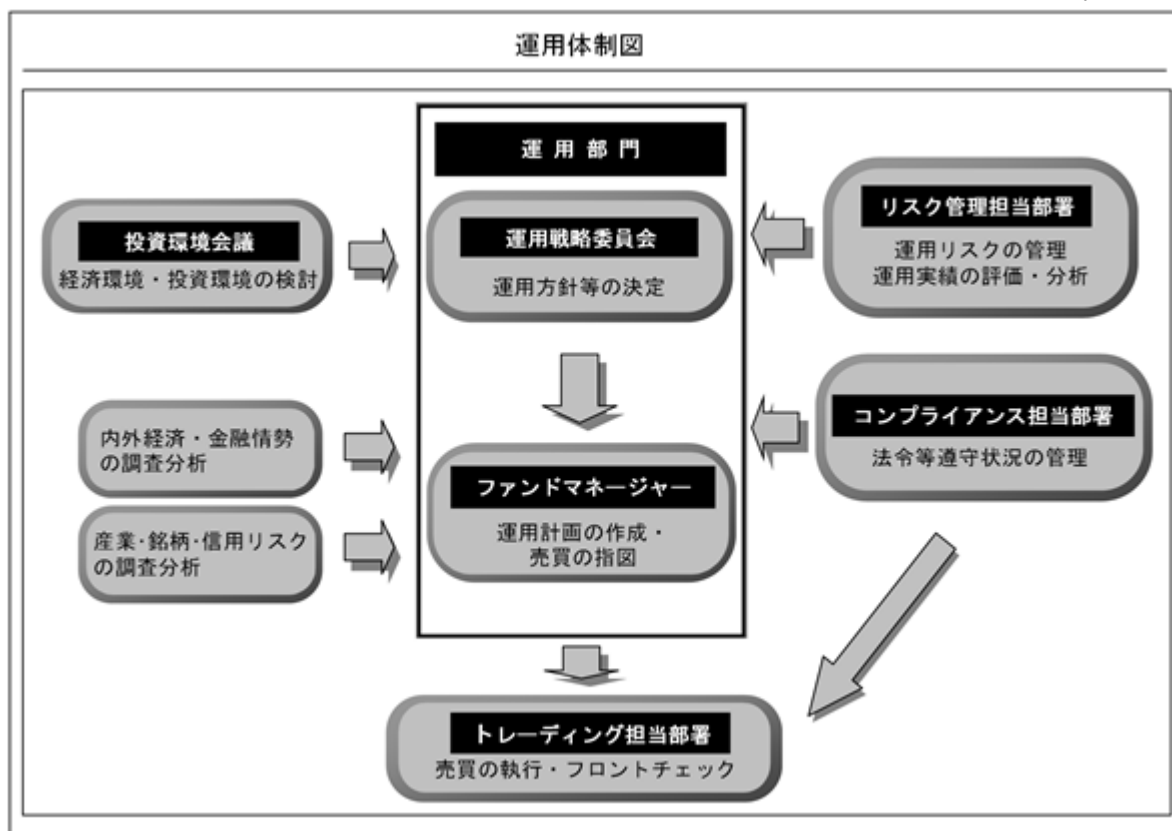 運用体制図
運用部門
投資環境会議
経済環境・投資環境の検討
運用戦略委員会
運用方針等の決定
リスク管理担当部署
運用リスクの管理
運用実績の評価・分析
内外経済・金融情勢
の調査分析
産業・銘柄・信用リスク
の調査分析
ファンドマネージャー
運用計画の作成・
売買の指図
コンプライアンス担当部署
法令等遵守状況の管理
トレーディング担当部署
売買の執行・フロントチェック